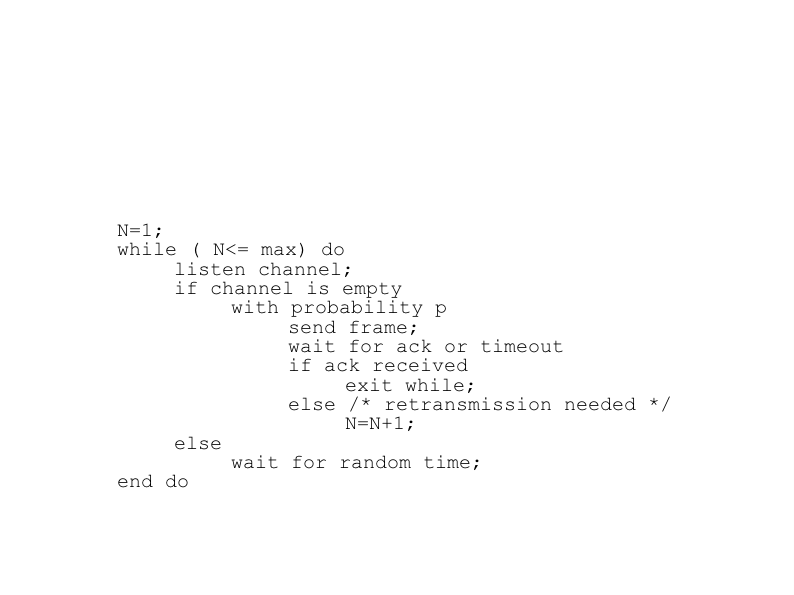 N=1;
while ( N<= max) do
listen channel;
if channel is empty
with probability p
send frame;
wait for ack or timeout
if ack received
exit while;
else /* retransmission needed */
N=N+1;
else
wait for random time;
end do